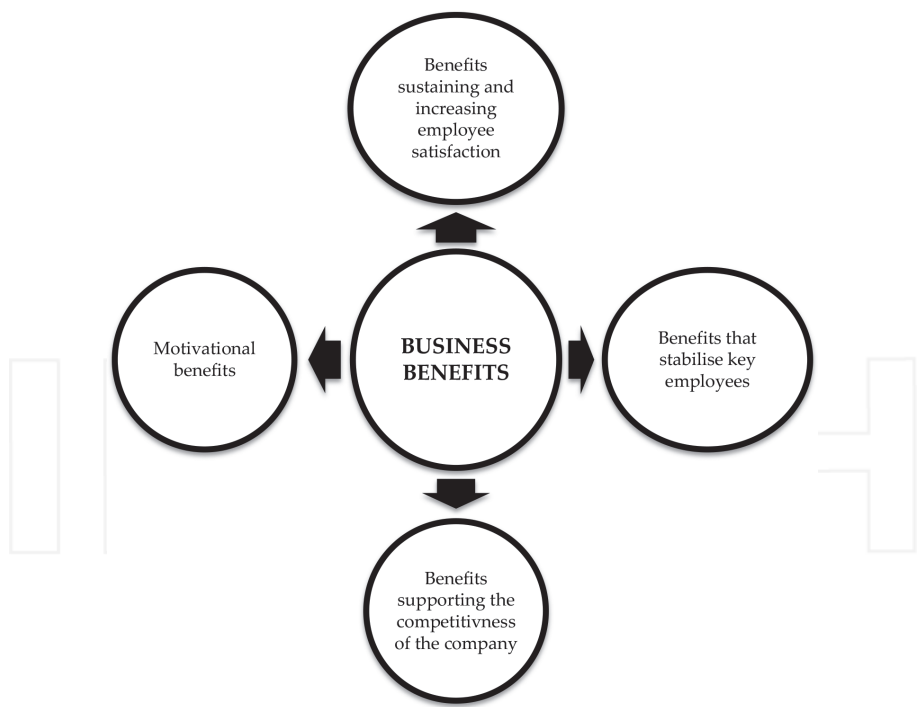 Benefits
sustaining and
increasing
employee
satisfaction
Motivational
benefits
BUSINESS
BENEFITS
Benefits that
stabilise key
employees
Benefits
supporting the
competitivness
of the company